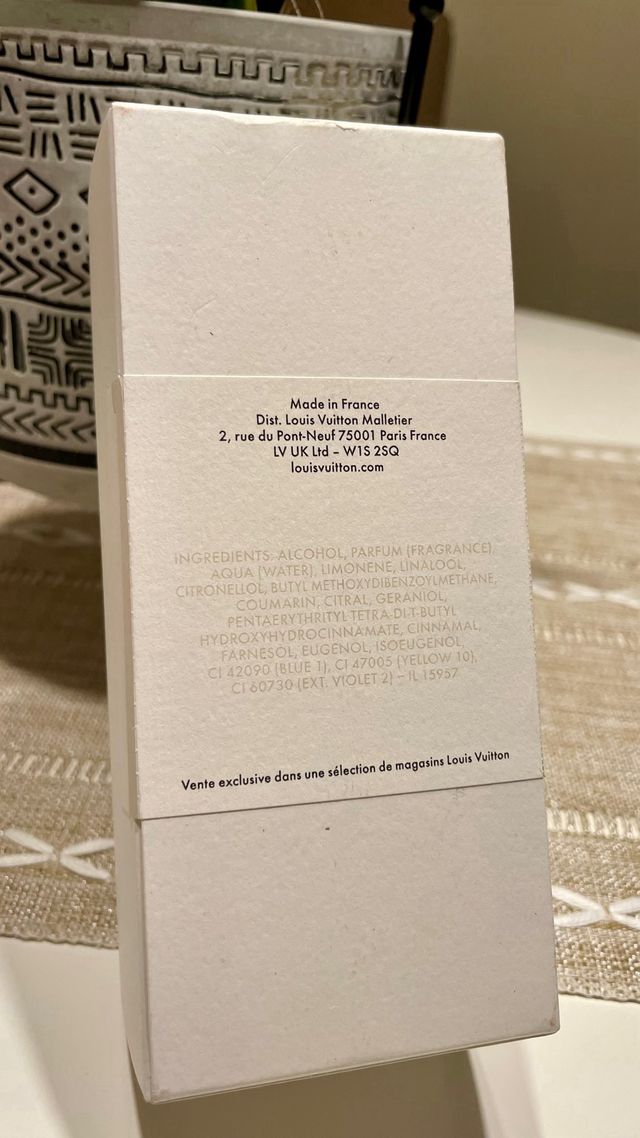 Made in France
Dist. Louis Vuitton Malletier
2, rue du Pont-Neuf 75001 Paris France
LV UK Ltd – W1S 2SQ
louisvuitton.com
INGREDIENTS: ALCOHOL, PARFUM (FRAGRANCE),
AQUA (WATER), LIMONENE, LINALOOL,
CITRONELLOL, BUTYL METHOXYDIBENZOYLMETHANE,
COUMARIN, CITRAL, GERANIOL,
PENTAERYTHRITYL TETRA-DI-T-BUTYL
HYDROXYHYDROCINNAMATE, CINNAMAL,
FARNESOL, EUGENOL, ISOEUGENOL,
CI 42090 (BLUE 1), CI 47005 (YELLOW 10),
CI 60730 (EXT. VIOLET 2) – IL 15957
Vente exclusive dans une sélection de magasins Louis Vuitton